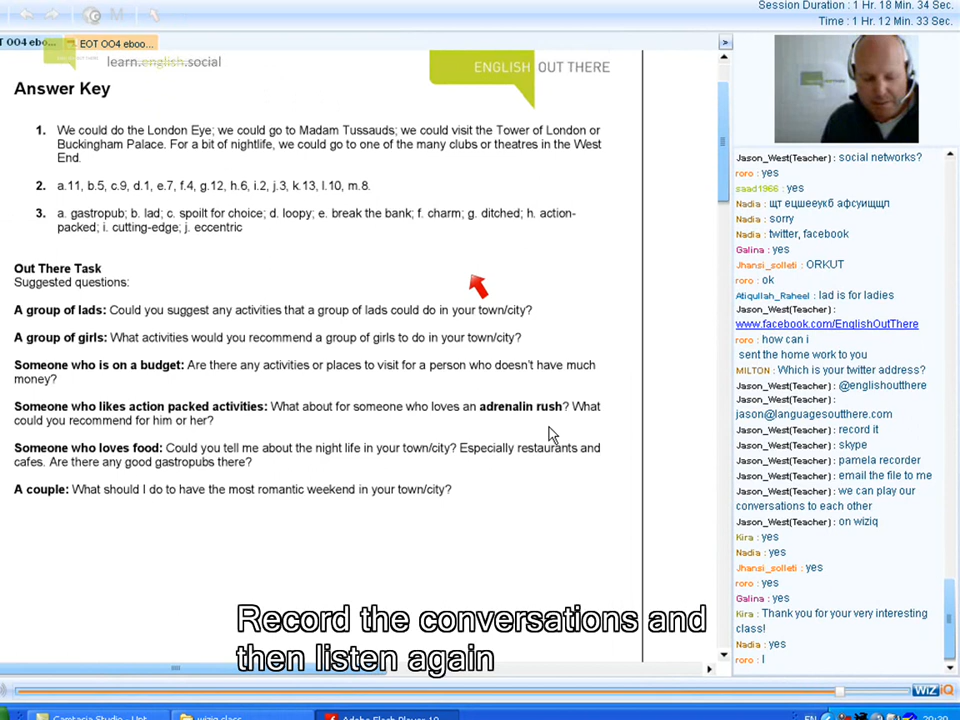 Session Duration : 1 Hr. 18 Min. 34 Sec.
Time : 1 Hr. 12 Min. 33 Sec.
EOT 004 eboo...
learn.english.social
ENGLISH OUT THERE
Answer Key
1. We could do the London Eye; we could go to Madam Tussauds; we could visit the Tower of London or
Buckingham Palace. For a bit of nightlife, we could go to one of the many clubs or theatres in the West
End.
2. a.11, b.5, c.9, d.1, e.7, f.4, g.12, h.6, i.2, j.3, k.13, l.10, m.8.
3. a. gastropub; b. lad; c. spoilt for choice; d. loopy; e. break the bank; f. charm; g. ditched; h. action-
packed; i. cutting-edge; j. eccentric
Out There Task
Suggested questions:
A group of lads: Could you suggest any activities that a group of lads could do in your town/city?
A group of girls: What activities would you recommend a group of girls to do in your town/city?
Someone who is on a budget: Are there any activities or places to visit for a person who doesn't have much
money?
Someone who likes action packed activities: What about for someone who loves an adrenalin rush? What
could you recommend for him or her?
Someone who loves food: Could you tell me about the night life in your town/city? Especially restaurants and
cafes. Are there any good gastropubs there?
A couple: What should I do to have the most romantic weekend in your town/city?
Jason_West(Teacher) : social networks?
roro : yes
saad1966 : yes
Nadia : щт ецшееукб афсуищщл
Nadia : sorry
Nadia : twitter, facebook
Galina : yes
Jhansi_solleti : ORKUT
roro : ok
Atiqullah_Raheel : lad is for ladies
Jason_West(Teacher) :
www.facebook.com/EnglishOutThere
roro : how can i
sent the home work to you
MILTON : Which is your twitter address?
Jason_West(Teacher) : @englishoutthere
Jason_West(Teacher) :
jason@languagesoutthere.com
Jason_West(Teacher) : record it
Jason_West(Teacher) : skype
Jason_West(Teacher) : pamela recorder
Jason_West(Teacher) : email the file to me
Jason_West(Teacher) : we can play our
conversations to each other
Jason_West(Teacher) : on wiziq
Kira : yes
Nadia : yes
Jhansi_solleti : yes
roro : yes
Galina : yes
Kira : Thank you for your very interesting
class!
Nadia : yes
roro : I
Record the conversations and
then listen again
WIZ iQ